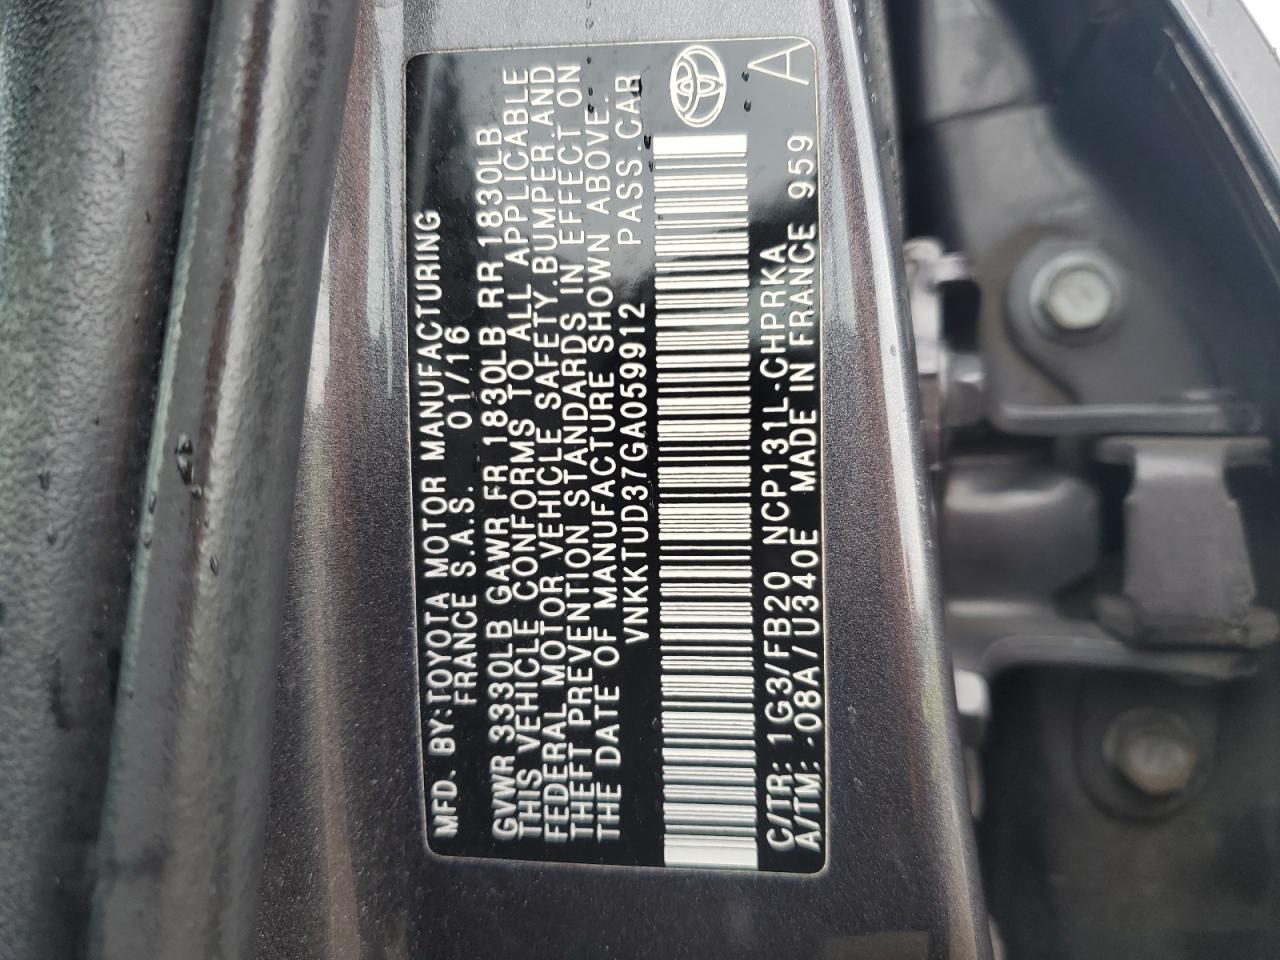 MFD. BY: TOYOTA MOTOR MANUFACTURING
FRANCE S.A.S. 01/16
GVWR 3330LB GAWR FR 1830LB RR 1830LB
THIS VEHICLE CONFORMS TO ALL APPLICABLE
FEDERAL MOTOR VEHICLE SAFETY, BUMPER, AND
THEFT PREVENTION STANDARDS IN EFFECT ON
THE DATE OF MANUFACTURE SHOWN ABOVE.
VNKKTUD37GA059912 PASS.CAR
C/TR: 1G3/FB20 NCP131L-CHPRKA
A/TM: -08A/U340E MADE IN FRANCE 959
A